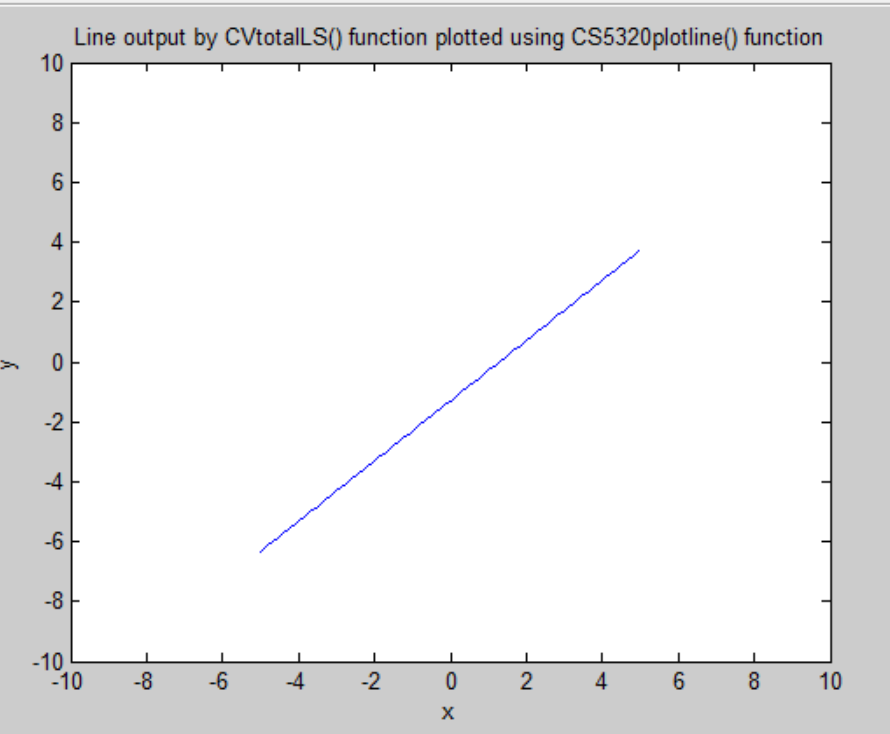 Line output by CVtotalLS() function plotted using CS5320plotline() function
10
8
6
4
2
0
-2
-4
-6
-8
-10
y
-10 -8 -6 -4 -2 0 2 4 6 8 10
x